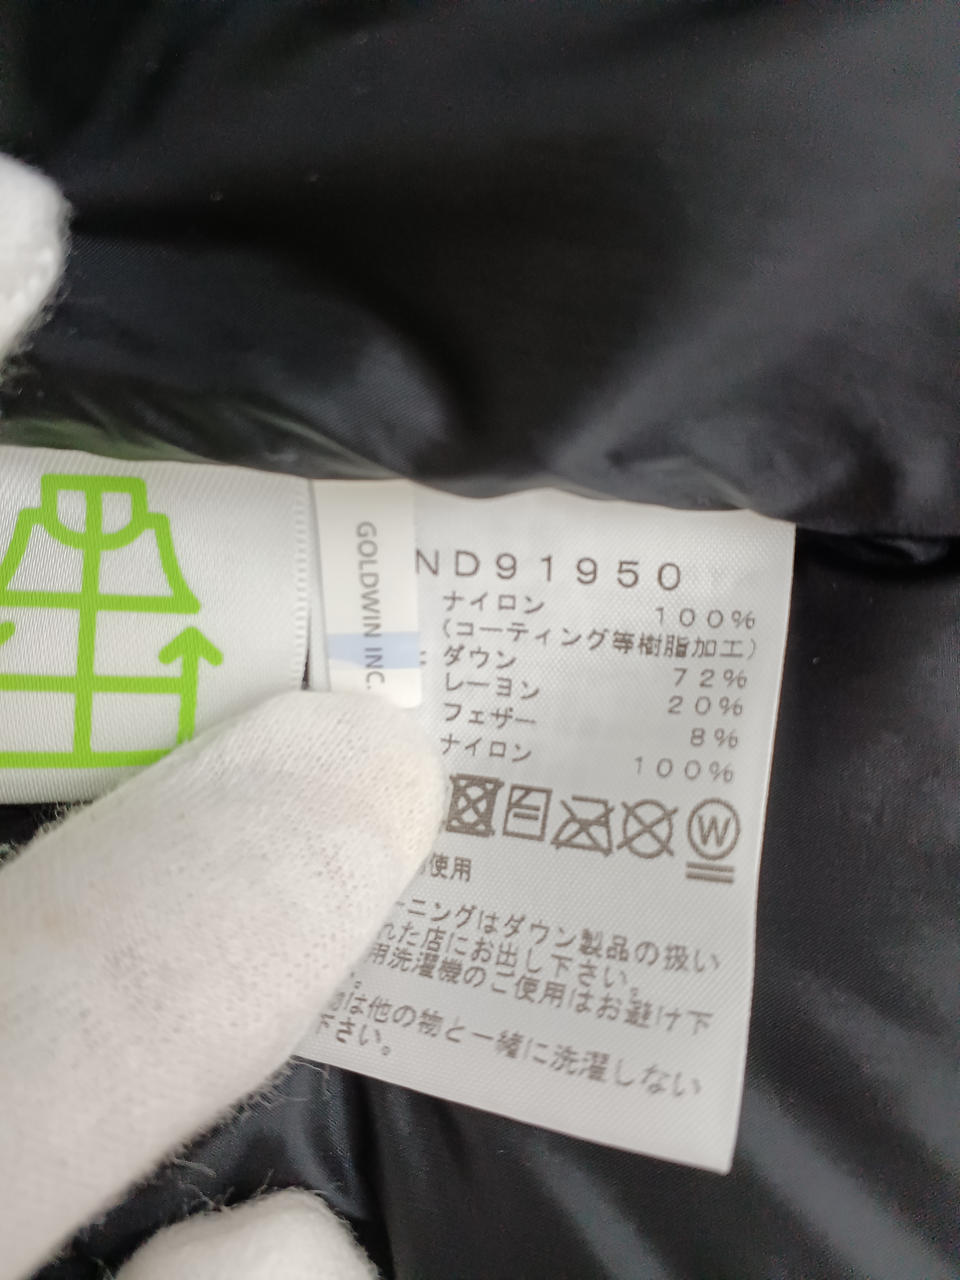 GOLDWIN INC.
ND91950
ナイロン 100%
(コーティング等樹脂加工)
ダウン 72%
レーヨン 20%
フェザー 8%
ナイロン 100%
W
使用
ーニングはダウン製品の扱い
れた店にお出し下さい。
用洗濯機のご使用はお避け下
。
は他の物と一緒に洗濯しない
下さい。